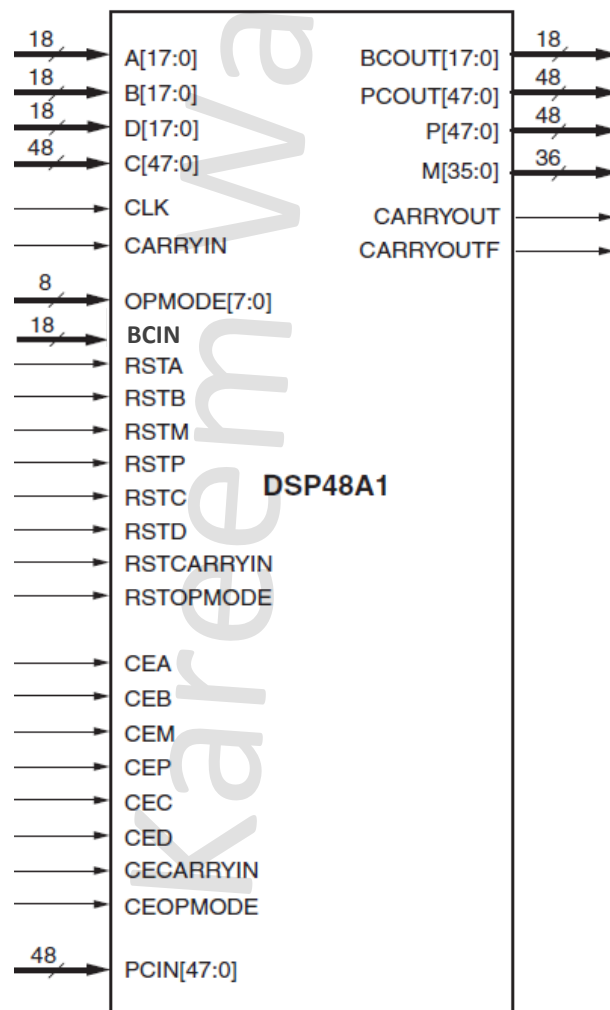 18 A[17:0] BCOUT[17:0] 18
18 B[17:0] PCOUT[47:0] 48
18 D[17:0] P[47:0] 48
48 C[47:0] M[35:0] 36
CLK CARRYOUT
CARRYIN CARRYOUTF
8 OPMODE[7:0]
18 BCIN
RSTA
RSTB
RSTM
RSTP
RSTC
DSP48A1
RSTD
RSTCARRYIN
RSTOPMODE
CEA
CEB
CEM
CEP
CEC
CED
CECARRYIN
CEOPMODE
48 PCIN[47:0]
Kareem Wa